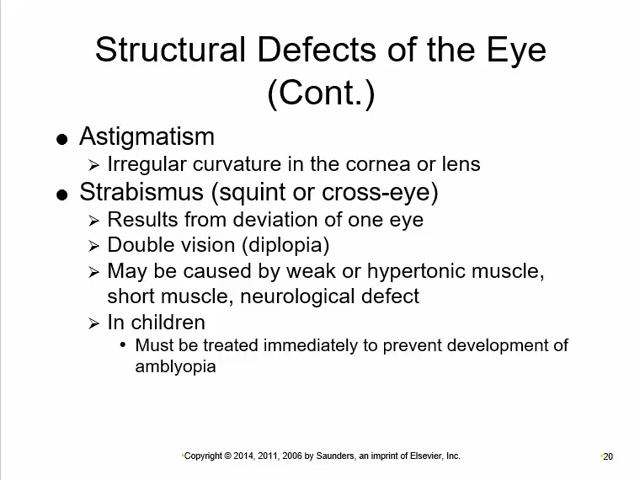 Structural Defects of the Eye
(Cont.)
● Astigmatism
➢ Irregular curvature in the cornea or lens
● Strabismus (squint or cross-eye)
➢ Results from deviation of one eye
➢ Double vision (diplopia)
➢ May be caused by weak or hypertonic muscle,
short muscle, neurological defect
➢ In children
• Must be treated immediately to prevent development of
amblyopia
•Copyright © 2014, 2011, 2006 by Saunders, an imprint of Elsevier, Inc.
•20